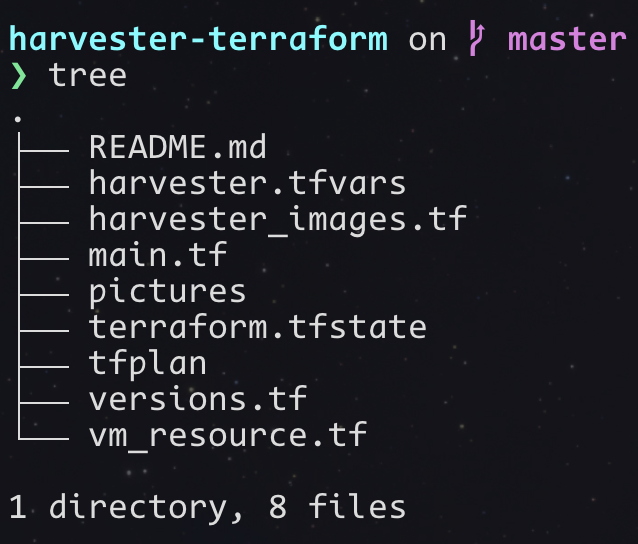 harvester-terraform on master
❯ tree
.
├── README.md
├── harvester.tfvars
├── harvester_images.tf
├── main.tf
├── pictures
├── terraform.tfstate
├── tfplan
├── versions.tf
└── vm_resource.tf
1 directory, 8 files